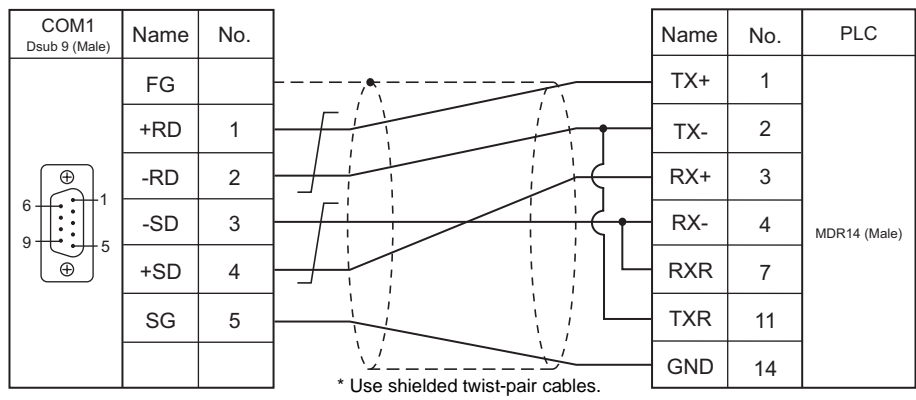 COM1
Dsub 9 (Male)
Name No.
FG
+RD 1
-RD 2
-SD 3
+SD 4
SG 5
6
1
9
5
Name No. PLC
TX+ 1
TX- 2
RX+ 3
RX- 4
RXR 7
TXR 11
GND 14
MDR14 (Male)
* Use shielded twist-pair cables.